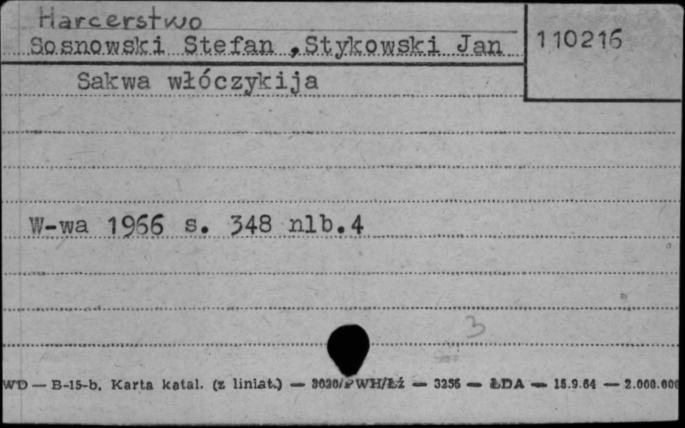 Harcerstwo
Sosnowski Stefan ,Stykowski Jan
110216
Sakwa włóczykija
W-wa 1966 s. 348 nlb.4
3
WD — B-15-b. Karta katal. (z liniat.) — 3030/PWH/Łż — 3256 — ŁDA — 15.9.64 — 2.000.000